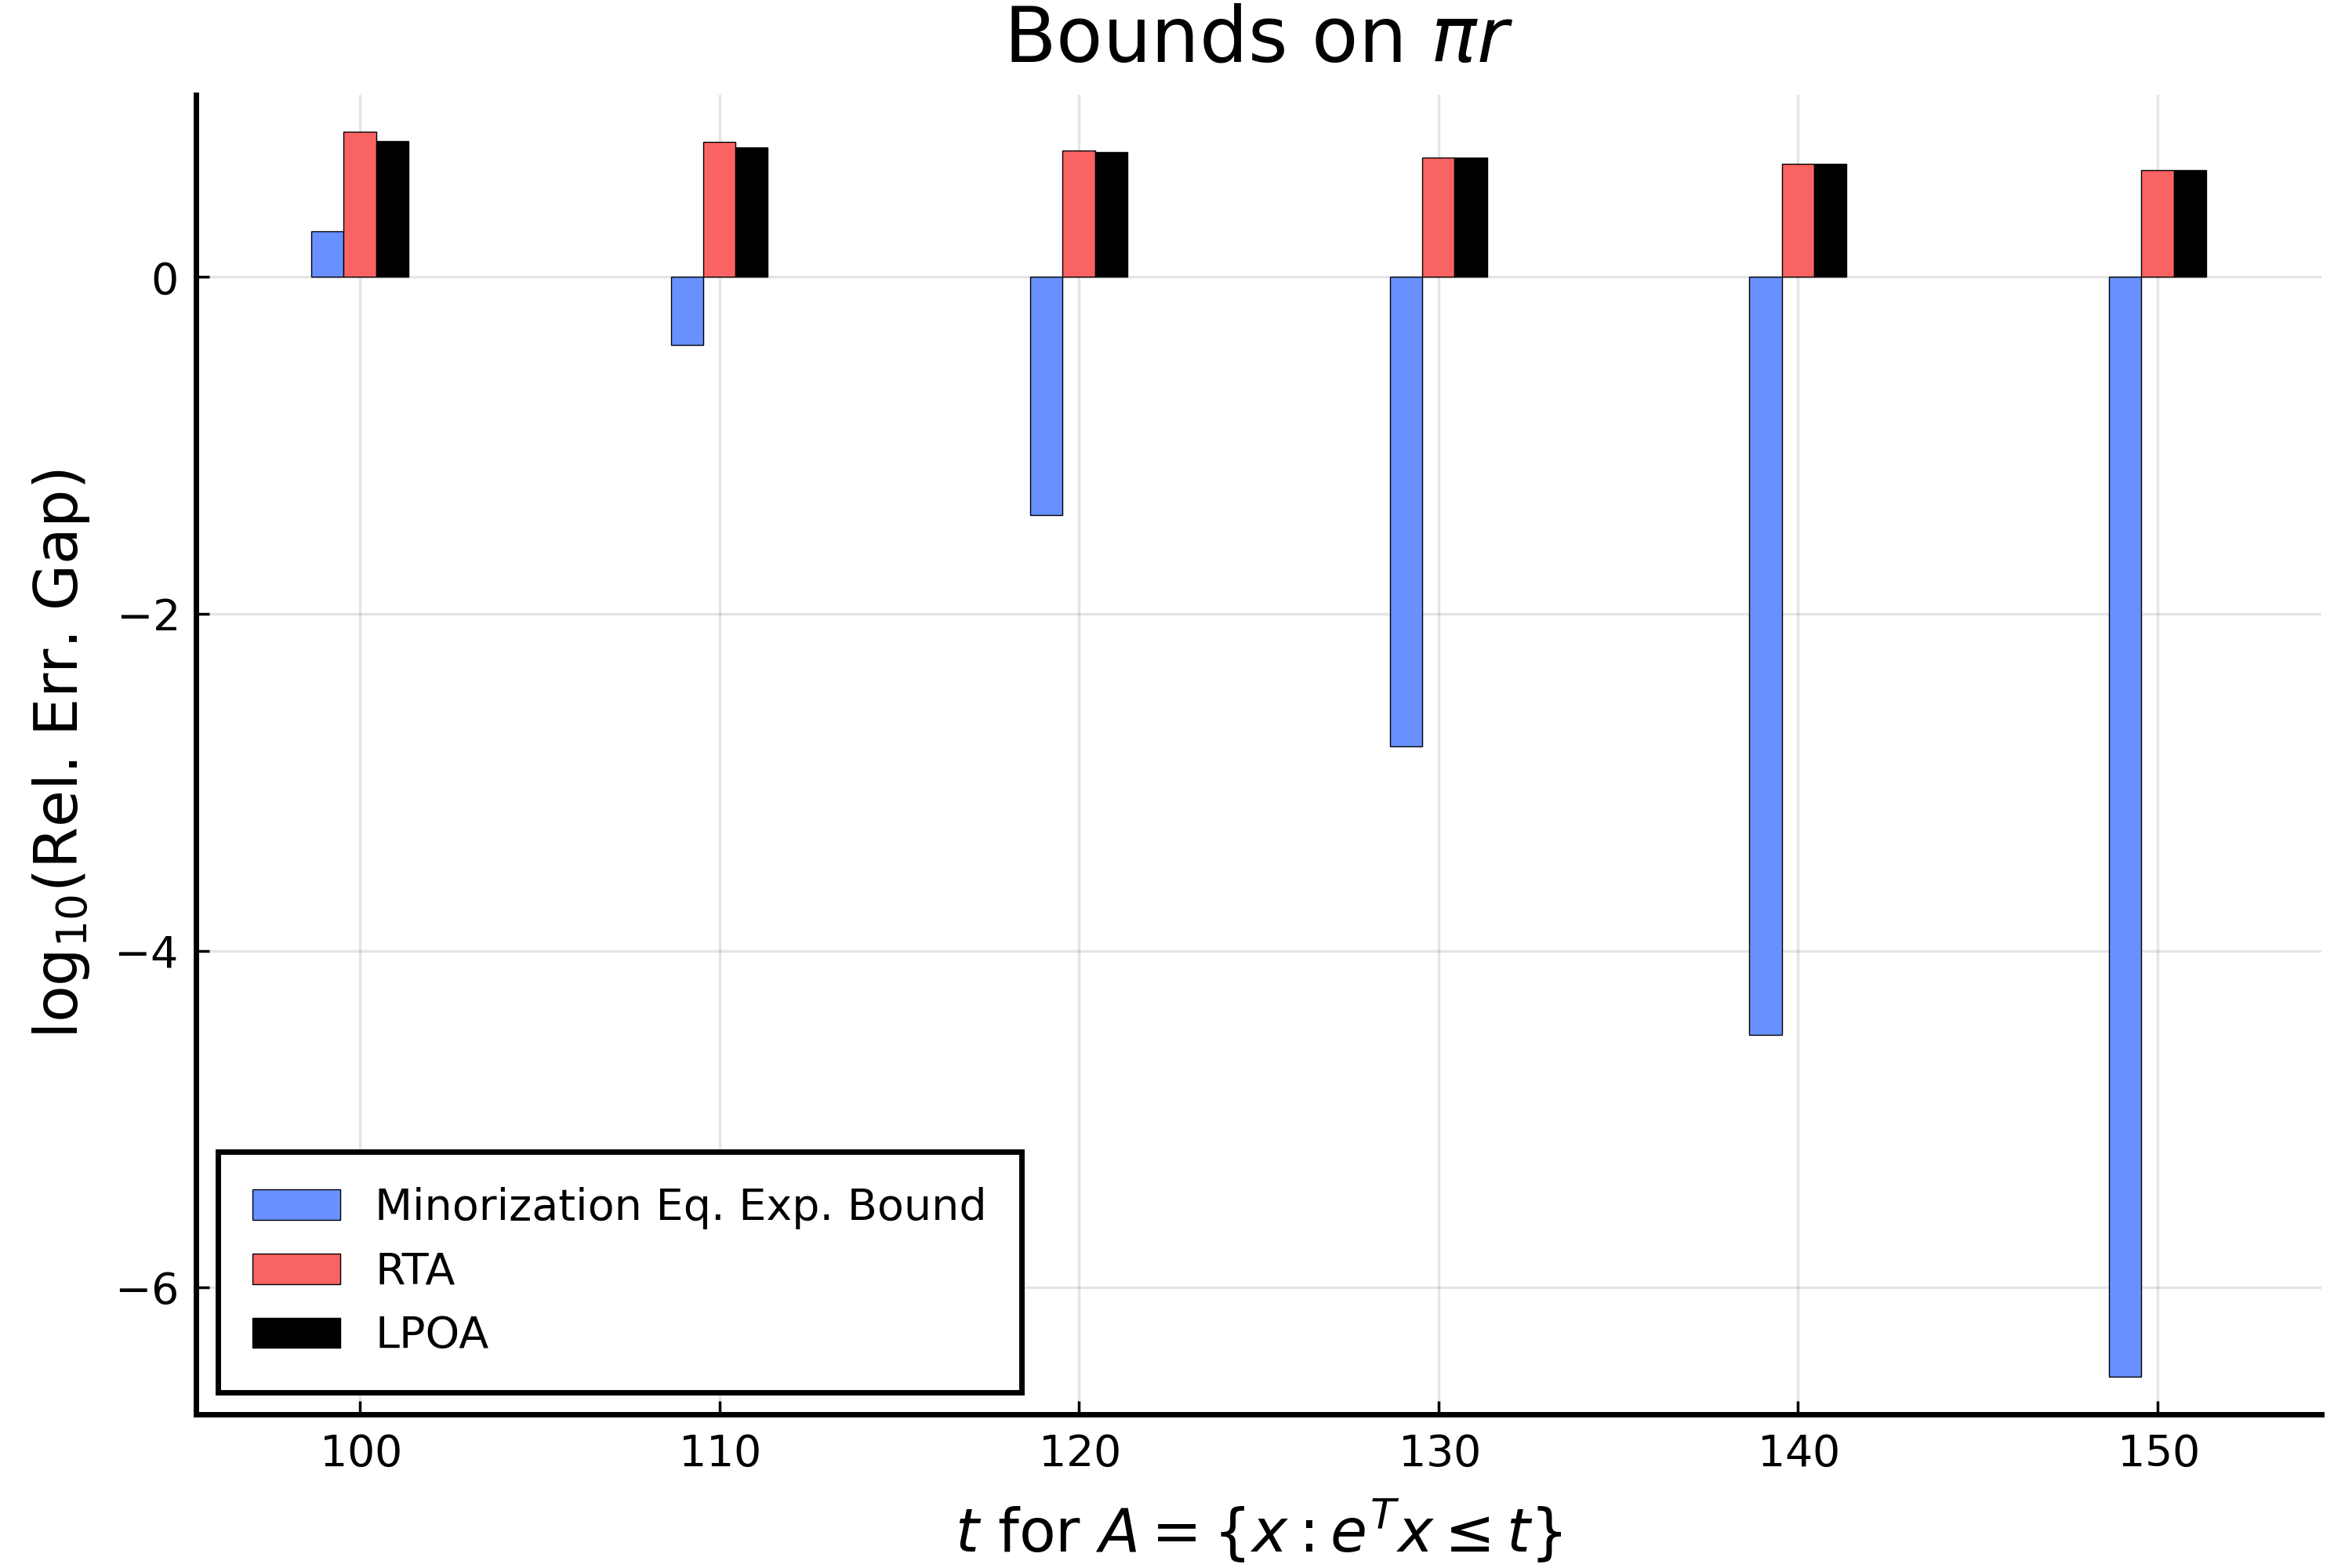 Bounds on πr
log₁₀(Rel. Err. Gap)
0
−2
−4
−6
Minorization Eq. Exp. Bound
RTA
LPOA
100 110 120 130 140 150
t for A = {x : eᵀx ≤ t}